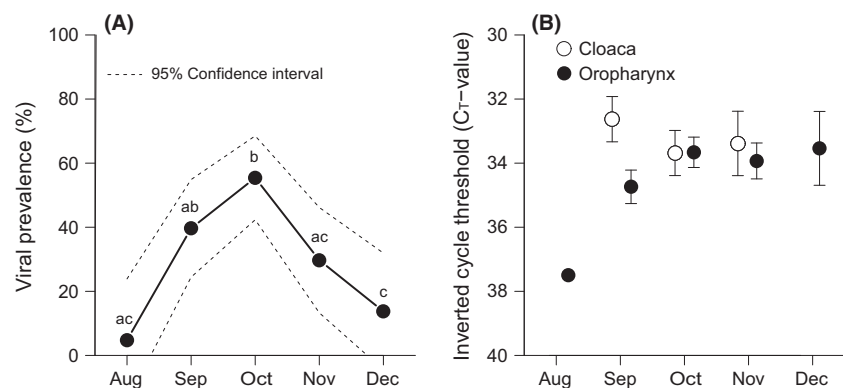 (A)
Viral prevalence (%)
100
80
60
40
20
0
95% Confidence interval
ac
ab
b
ac
c
Aug Sep Oct Nov Dec
(B)
Inverted cycle threshold (CT−value)
32
34
36
38
40
Cloaca
Oropharynx
Aug Sep Oct Nov Dec